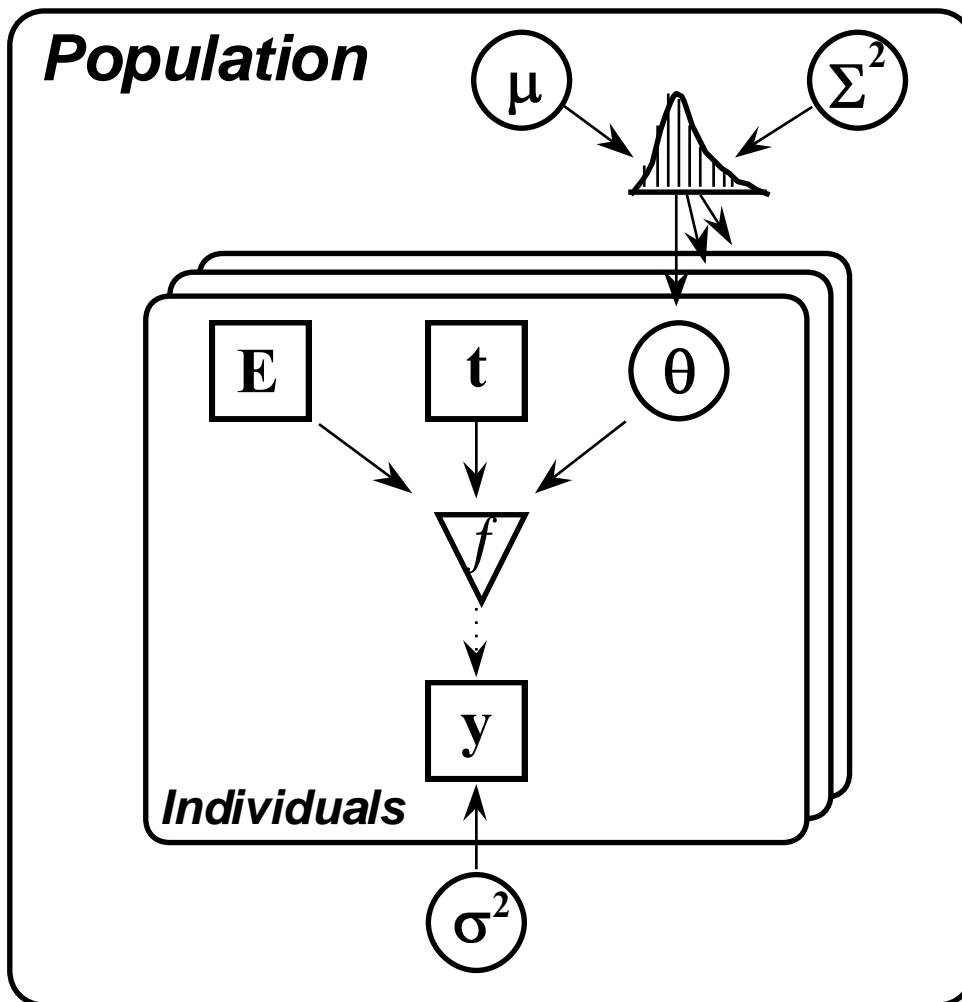 Population
μ
Σ²
E
t
θ
f
y
Individuals
σ²